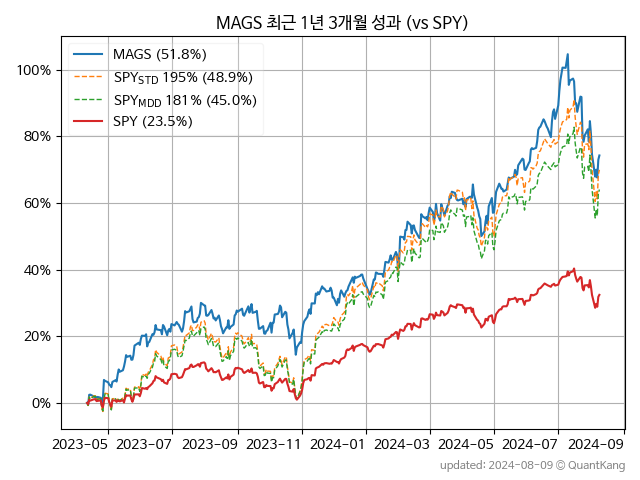 MAGS 최근 1년 3개월 성과 (vs SPY)
MAGS (51.8%)
SPY_STD 195% (48.9%)
SPY_MDD 181% (45.0%)
SPY (23.5%)
100%
80%
60%
40%
20%
0%
2023-05 2023-07 2023-09 2023-11 2024-01 2024-03 2024-05 2024-07 2024-09
updated: 2024-08-09 © QuantKang